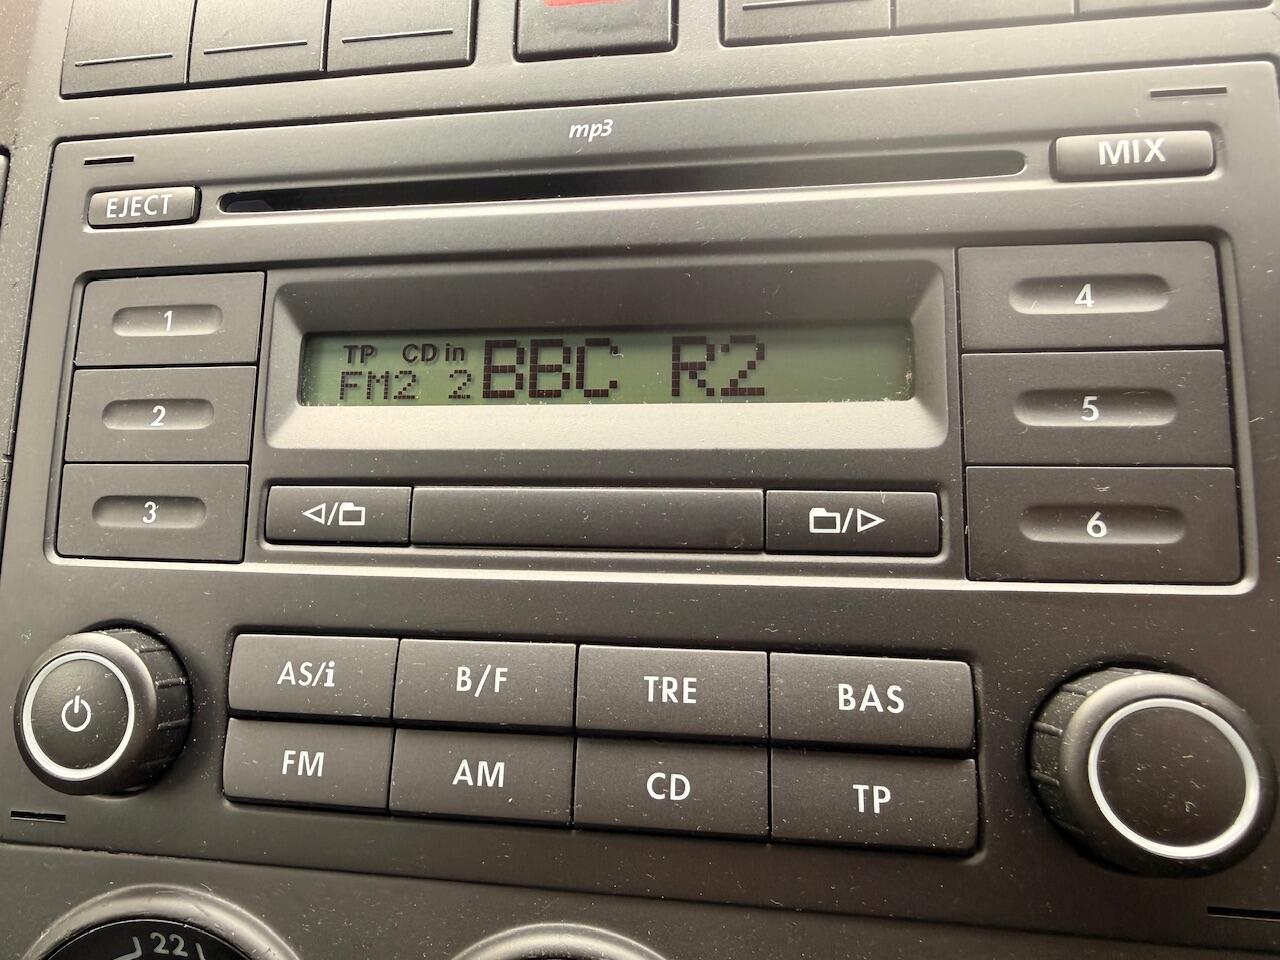 mp3
MIX
EJECT
1
4
TP CD in
FM2 2 BBC R2
2
5
3
6
AS/i B/F TRE BAS
FM AM CD TP
22